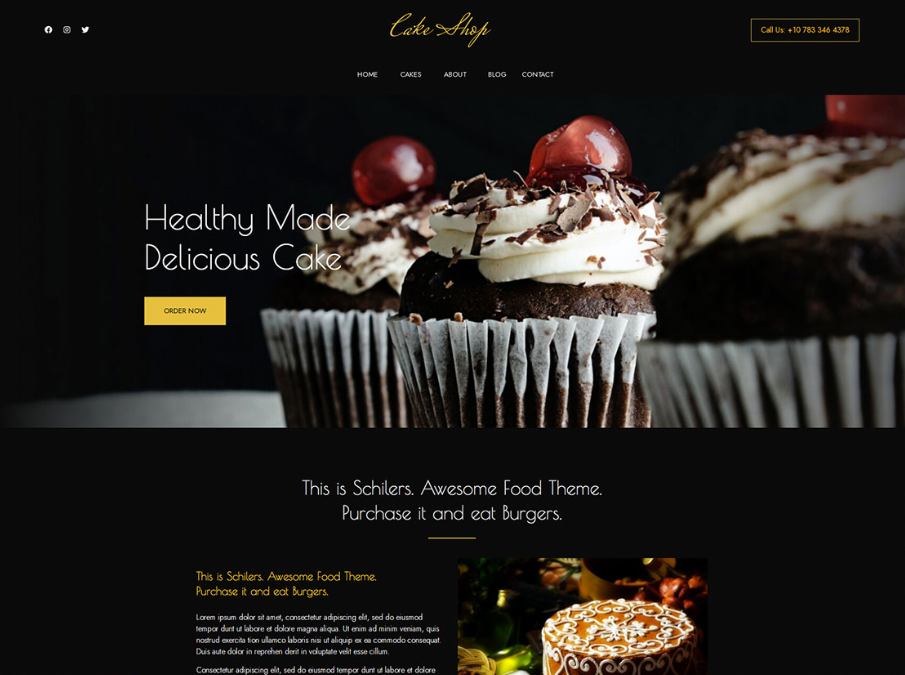 Cake Shop
Call Us: +10 783 346 4378
HOME CAKES ABOUT BLOG CONTACT
Healthy Made
Delicious Cake
ORDER NOW
This is Schilers. Awesome Food Theme.
Purchase it and eat Burgers.
This is Schilers. Awesome Food Theme.
Purchase it and eat Burgers.
Lorem ipsum dolor sit amet, consectetur adipiscing elit, sed do eiusmod
tempor dunt ut labore et dolore magna aliqua. Ut enim ad minim veniam, quis
nostrud exercita tion ullamco laboris nisi ut aliquip ex ea commodo consequat.
Duis aute dolor in reprehen derit in voluptate velit esse cillum.
Consectetur adipiscing elit, sed do eiusmod tempor dunt ut labore et dolore